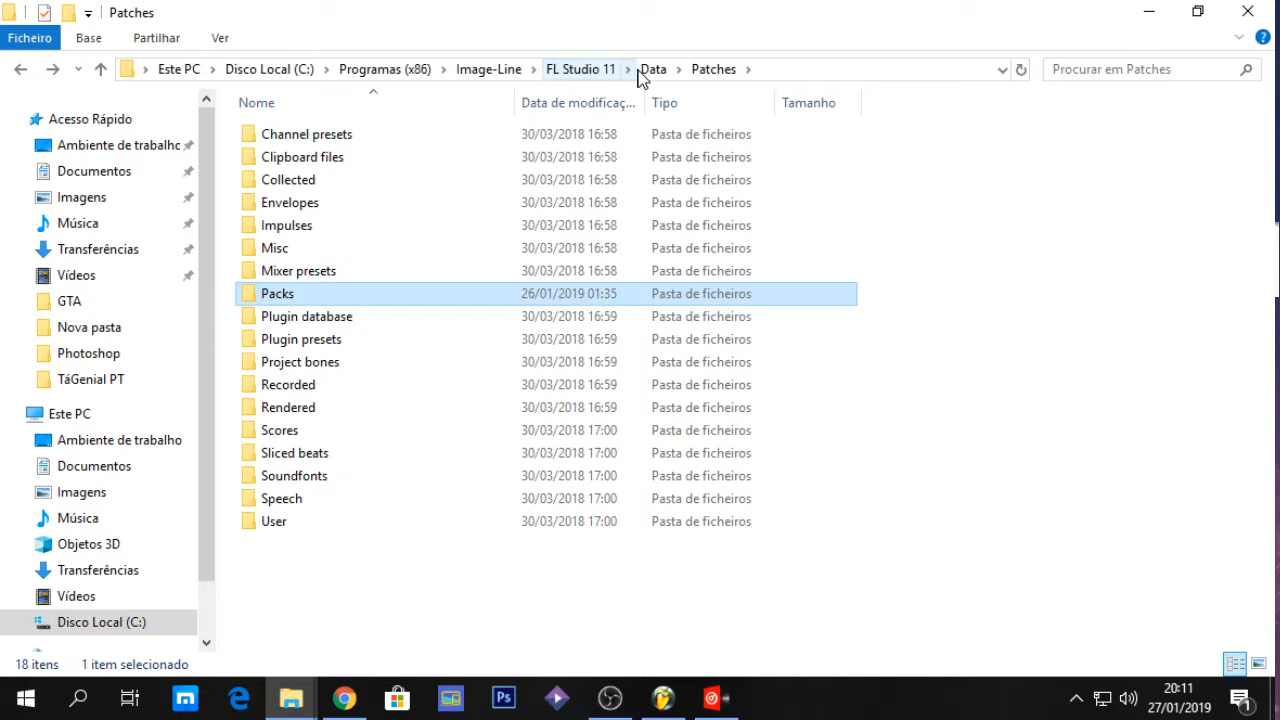 Patches
Ficheiro Base Partilhar Ver
Este PC Disco Local (C:) Programas (x86) Image-Line FL Studio 11 Data Patches Procurar em Patches
Nome Data de modificaç... Tipo Tamanho
Acesso Rápido
Ambiente de trabalhc
Documentos
Imagens
Música
Transferências
Vídeos
GTA
Nova pasta
Photoshop
TáGenial PT
Este PC
Ambiente de trabalho
Documentos
Imagens
Música
Objetos 3D
Transferências
Vídeos
Disco Local (C:)
Channel presets 30/03/2018 16:58 Pasta de ficheiros
Clipboard files 30/03/2018 16:58 Pasta de ficheiros
Collected 30/03/2018 16:58 Pasta de ficheiros
Envelopes 30/03/2018 16:58 Pasta de ficheiros
Impulses 30/03/2018 16:58 Pasta de ficheiros
Misc 30/03/2018 16:58 Pasta de ficheiros
Mixer presets 30/03/2018 16:58 Pasta de ficheiros
Packs 26/01/2019 01:35 Pasta de ficheiros
Plugin database 30/03/2018 16:59 Pasta de ficheiros
Plugin presets 30/03/2018 16:59 Pasta de ficheiros
Project bones 30/03/2018 16:59 Pasta de ficheiros
Recorded 30/03/2018 16:59 Pasta de ficheiros
Rendered 30/03/2018 16:59 Pasta de ficheiros
Scores 30/03/2018 17:00 Pasta de ficheiros
Sliced beats 30/03/2018 17:00 Pasta de ficheiros
Soundfonts 30/03/2018 17:00 Pasta de ficheiros
Speech 30/03/2018 17:00 Pasta de ficheiros
User 30/03/2018 17:00 Pasta de ficheiros
18 itens 1 item selecionado
Ps
20:11
27/01/2019
1